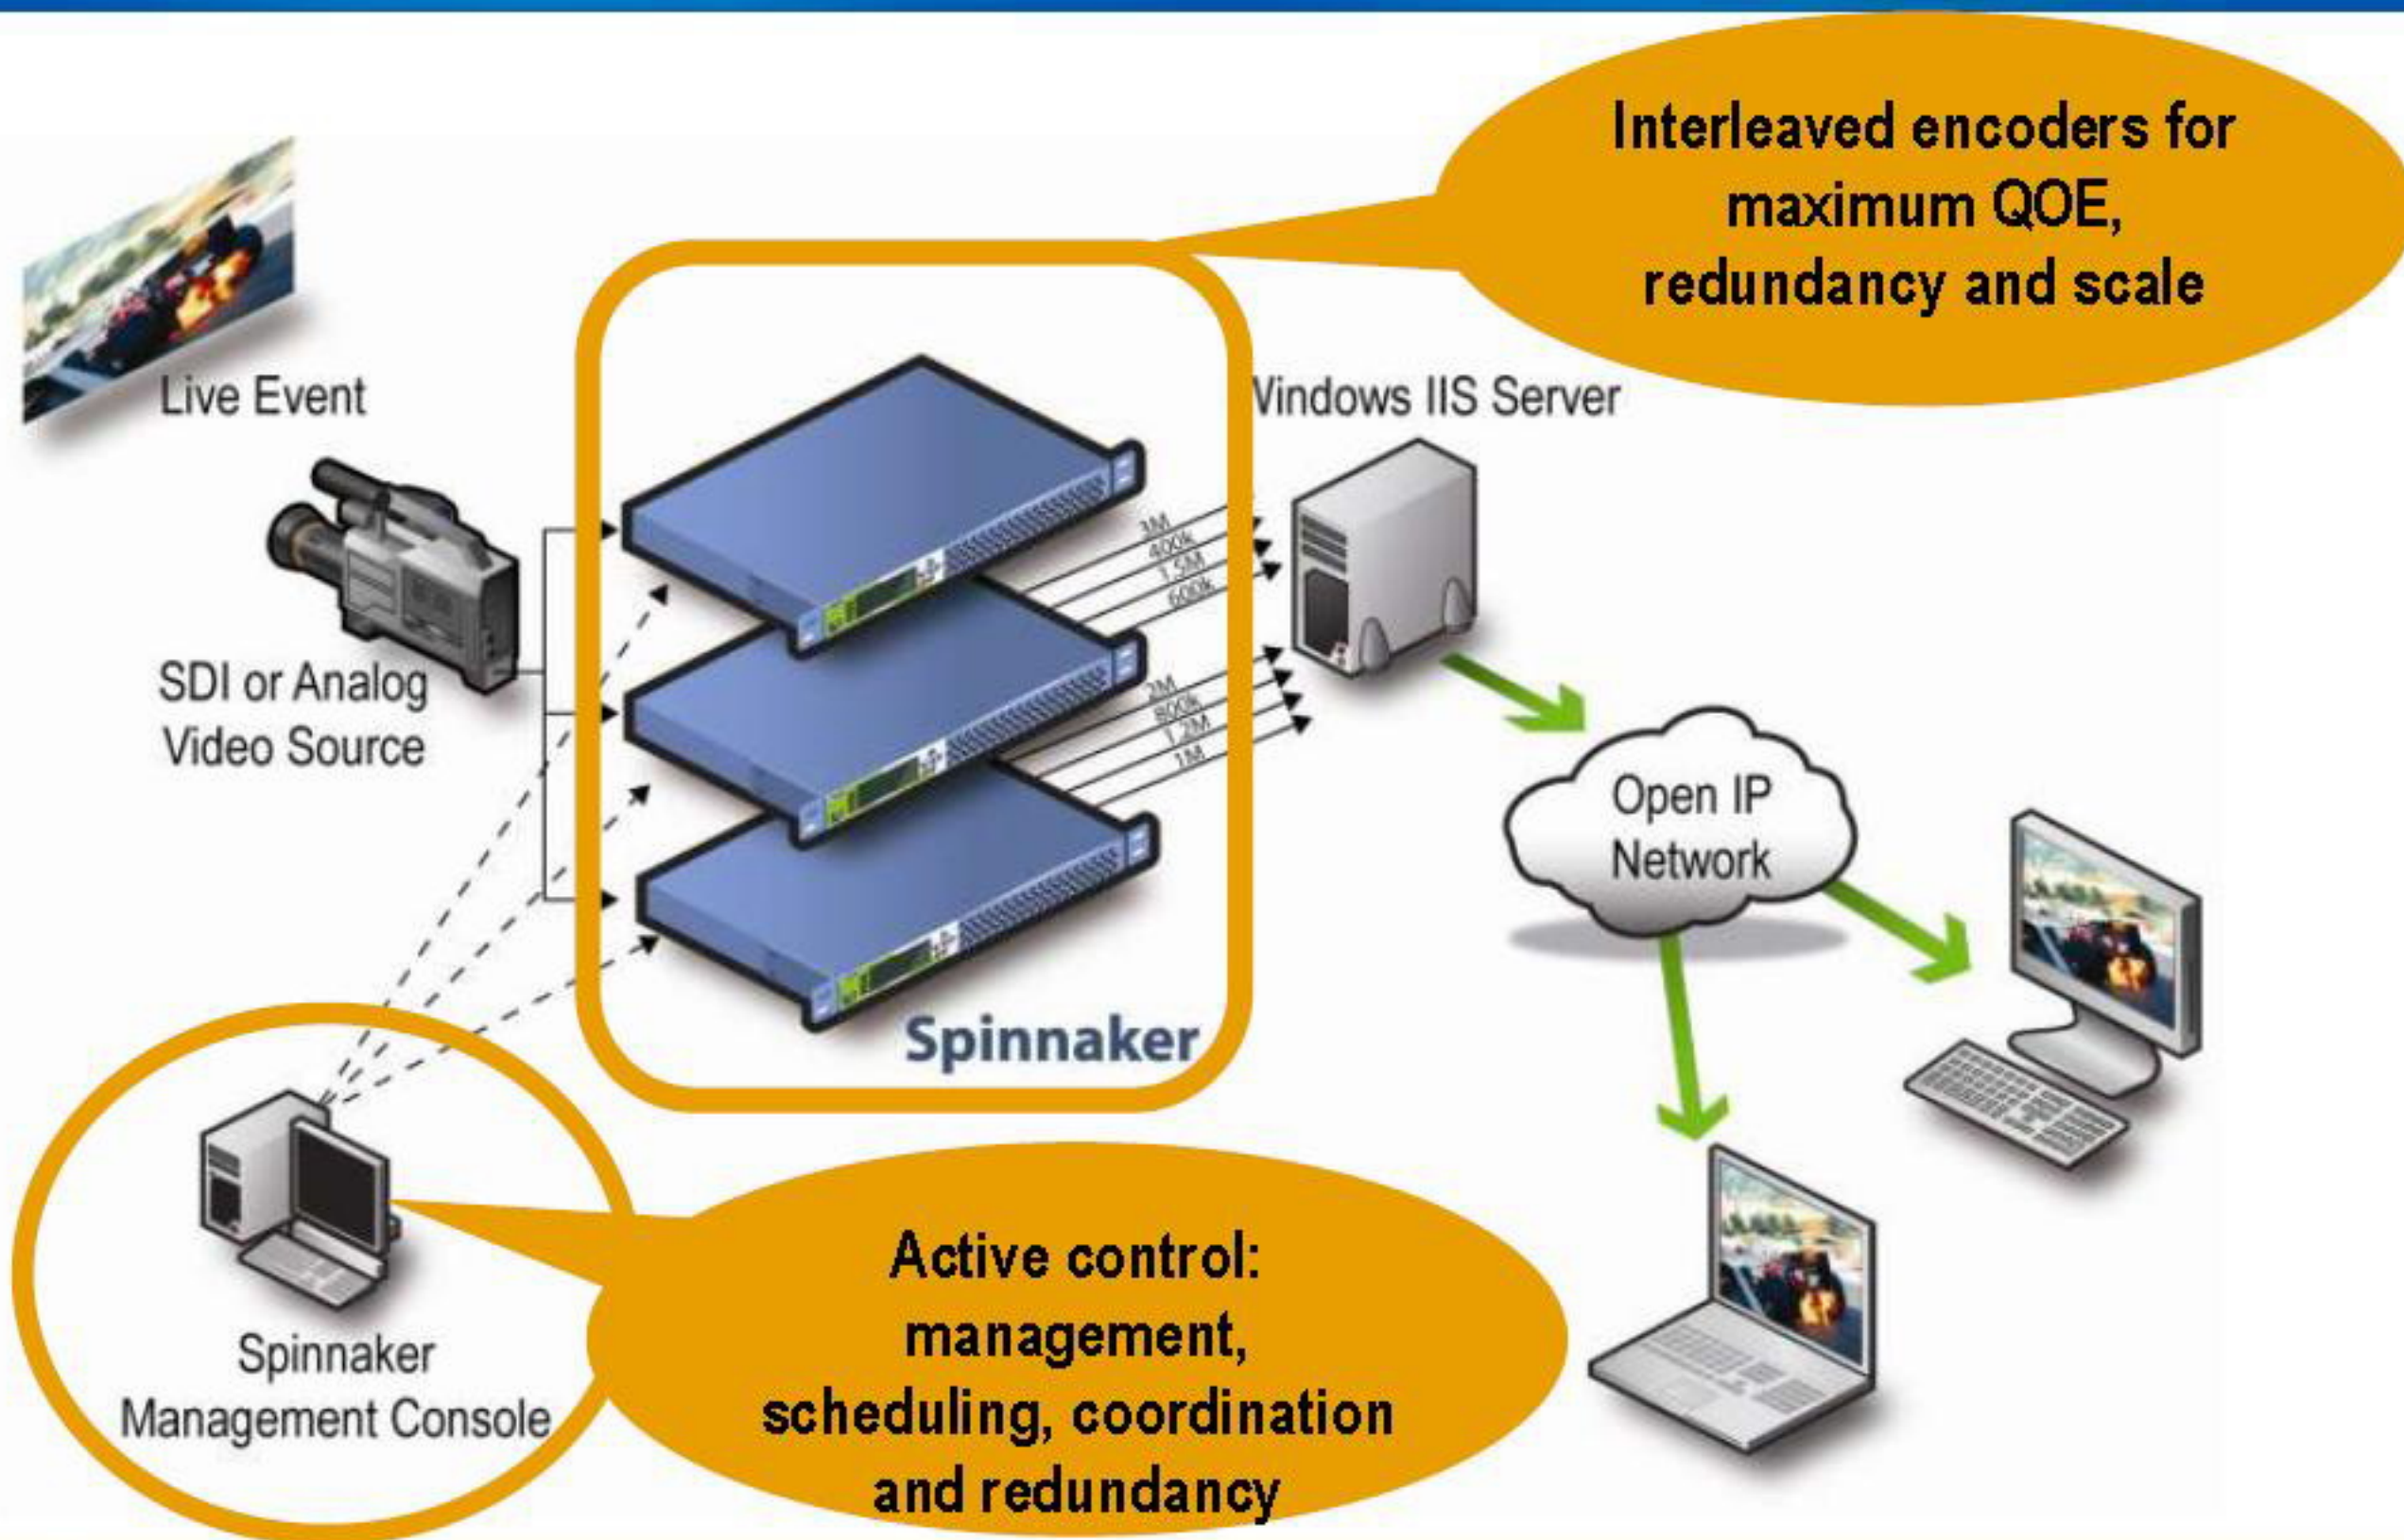 Interleaved encoders for
maximum QOE,
redundancy and scale
Live Event
Vindows IIS Server
3M
400k
1.5M
600k
SDI or Analog
Video Source
2M
800k
1.2M
1M
Open IP
Network
Spinnaker
Spinnaker
Management Console
Active control:
management,
scheduling, coordination
and redundancy